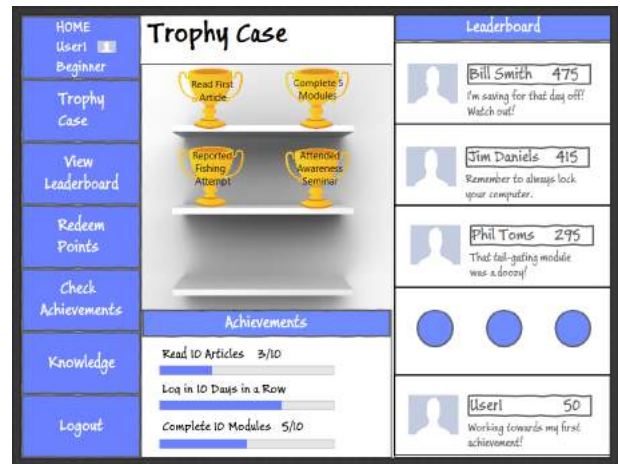 HOME
User1
Beginner
Trophy
Case
View
Leaderboard
Redeem
Points
Check
Achievements
Knowledge
Logout
Trophy Case
Read First
Article
Complete 5
Modules
Reported
Fishing
Attempt
Attended
Awareness
Seminar
Achievements
Read 10 Articles 3/10
Log in 10 Days in a Row
Complete 10 Modules 5/10
Leaderboard
Bill Smith 475
I'm saving for that day off!
Watch out!
Jim Daniels 415
Remember to always lock
your computer.
Phil Toms 295
That tail-gating module
was a doozy!
User1 50
Working towards my first
achievement!